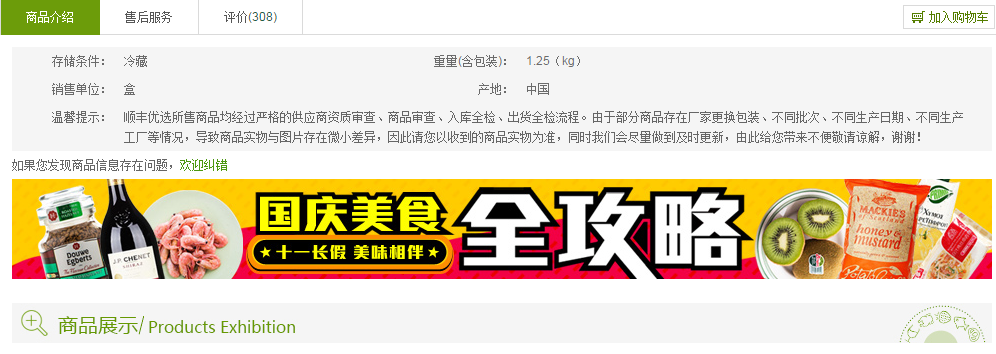 商品介绍 售后服务 评价(308) 加入购物车
存储条件： 冷藏 重量(含包装)： 1.25（kg）
销售单位： 盒 产地： 中国
温馨提示： 顺丰优选所售商品均经过严格的供应商资质审查、商品审查、入库全检、出货全检流程。由于部分商品存在厂家更换包装、不同批次、不同生产日期、不同生产
工厂等情况，导致商品实物与图片存在微小差异，因此请您以收到的商品实物为准，同时我们会尽量做到及时更新，由此给您带来不便敬请谅解，谢谢！
如果您发现商品信息存在问题，欢迎纠错
Douwe
Egberts
J.P. CHENET
SHIRAZ
国庆美食
★十一长假 美味相伴★
全攻略
MACKIE'S
of Scotland
honey &
mustard
商品展示/ Products Exhibition